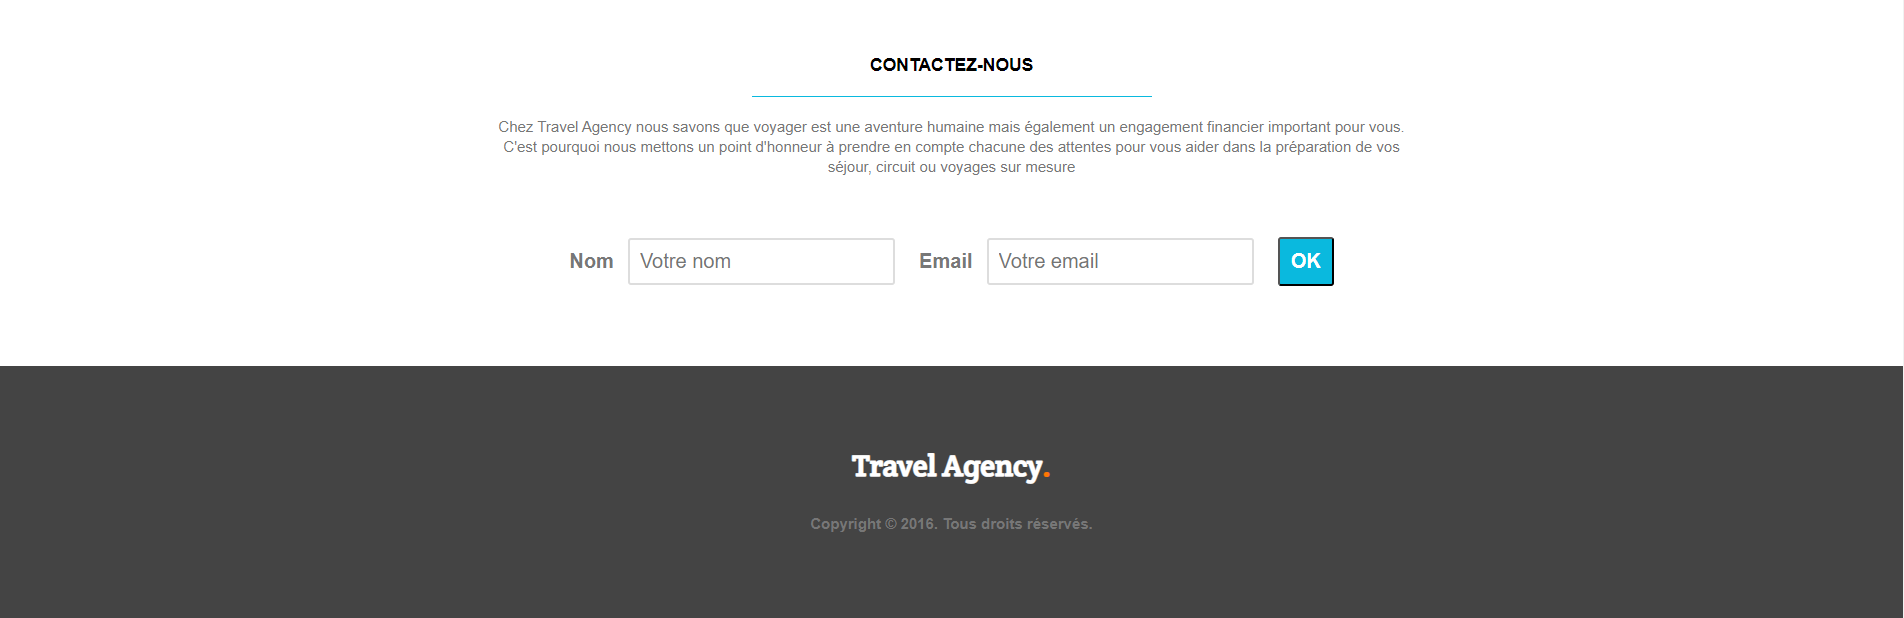 CONTACTEZ-NOUS
Chez Travel Agency nous savons que voyager est une aventure humaine mais également un engagement financier important pour vous.
C'est pourquoi nous mettons un point d'honneur à prendre en compte chacune des attentes pour vous aider dans la préparation de vos
séjour, circuit ou voyages sur mesure
Nom Votre nom Email Votre email OK
Travel Agency.
Copyright © 2016. Tous droits réservés.